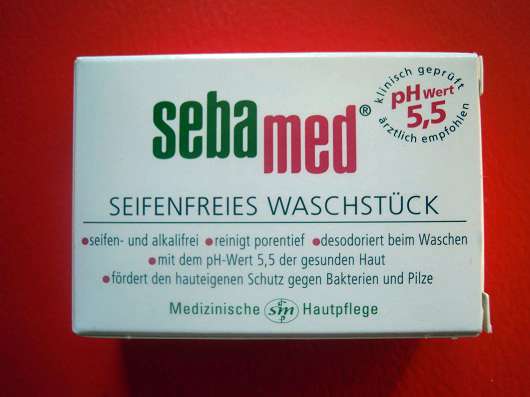 klinisch geprüft
pH Wert
5,5
ärztlich empfohlen
sebamed®
SEIFENFREIES WASCHSTÜCK
•seifen- und alkalifrei •reinigt porentief •desodoriert beim Waschen
•mit dem pH-Wert 5,5 der gesunden Haut
•fördert den hauteigenen Schutz gegen Bakterien und Pilze
Medizinische sm Hautpflege